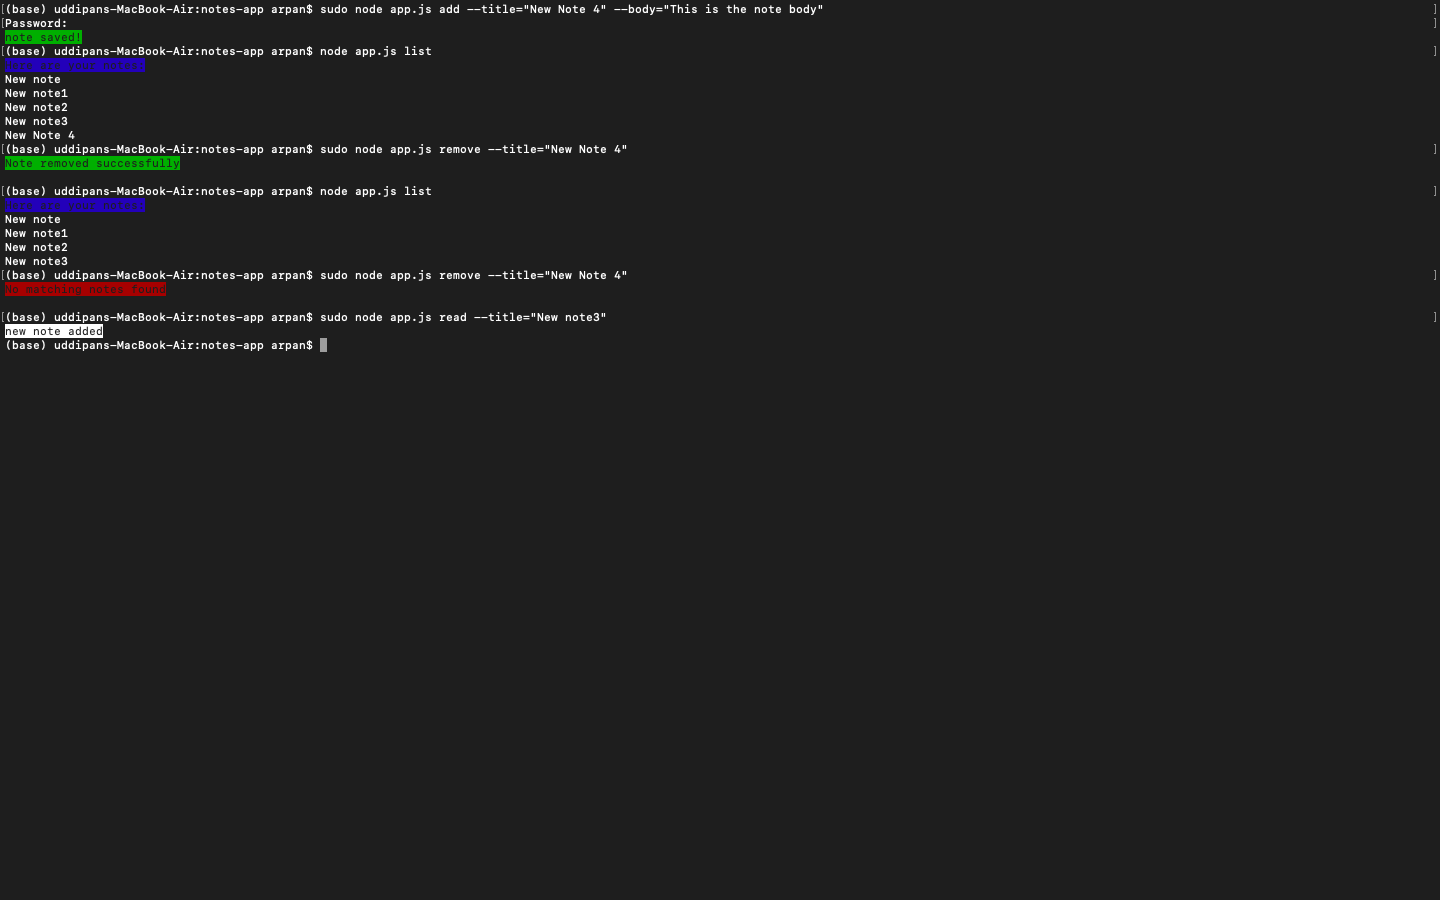 [(base) uddipans-MacBook-Air:notes-app arpan$ sudo node app.js add --title="New Note 4" --body="This is the note body" ]
[Password: ]
note saved!
[(base) uddipans-MacBook-Air:notes-app arpan$ node app.js list ]
New note
New note1
New note2
New note3
New Note 4
[(base) uddipans-MacBook-Air:notes-app arpan$ sudo node app.js remove --title="New Note 4" ]
Note removed successfully
[(base) uddipans-MacBook-Air:notes-app arpan$ node app.js list ]
New note
New note1
New note2
New note3
[(base) uddipans-MacBook-Air:notes-app arpan$ sudo node app.js remove --title="New Note 4" ]
No matching notes found
[(base) uddipans-MacBook-Air:notes-app arpan$ sudo node app.js read --title="New note3" ]
new note added
(base) uddipans-MacBook-Air:notes-app arpan$